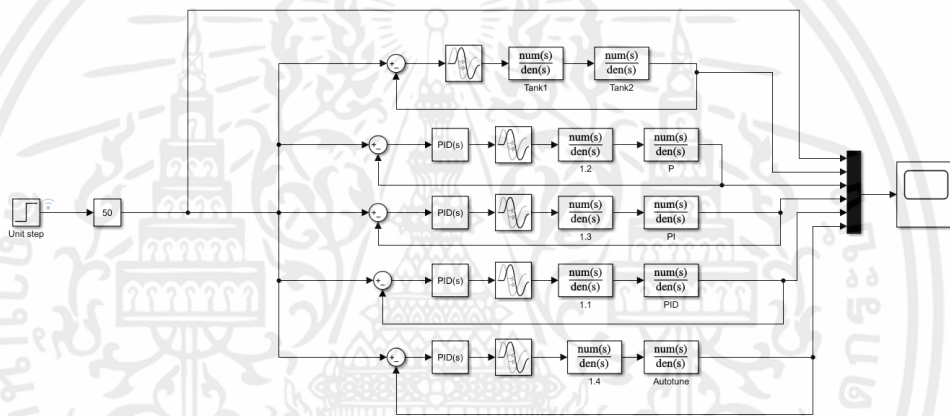 num(s)
den(s)
Tank1
num(s)
den(s)
Tank2
PID(s)
num(s)
den(s)
1.2
num(s)
den(s)
P
Unit step
50
PID(s)
num(s)
den(s)
1.3
num(s)
den(s)
PI
PID(s)
num(s)
den(s)
1.1
num(s)
den(s)
PID
PID(s)
num(s)
den(s)
1.4
num(s)
den(s)
Autotune